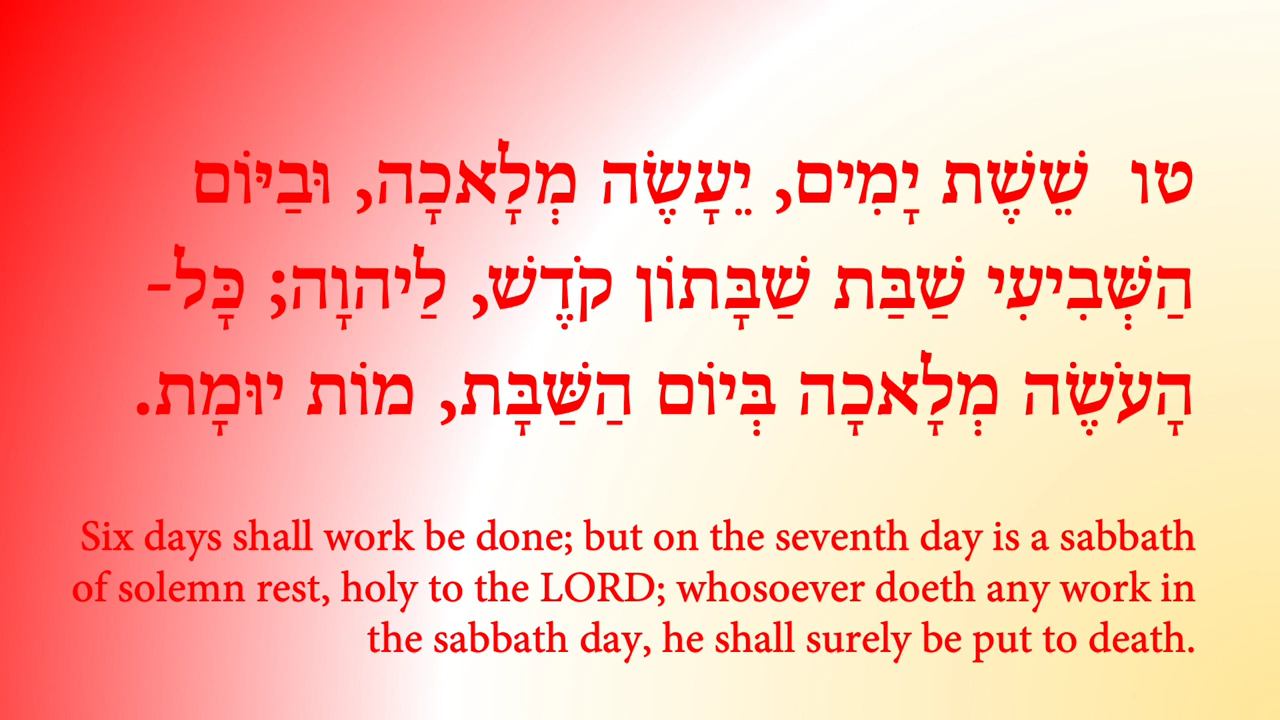 טו  שֵׁשֶׁת יָמִים, יֵעָשֶׂה מְלָאכָה, וּבַיּוֹם
הַשְּׁבִיעִי שַׁבַּת שַׁבָּתוֹן קֹדֶשׁ, לַיהוָה; כָּל-
הָעֹשֶׂה מְלָאכָה בְּיוֹם הַשַּׁבָּת, מוֹת יוּמָת.
Six days shall work be done; but on the seventh day is a sabbath
of solemn rest, holy to the LORD; whosoever doeth any work in
the sabbath day, he shall surely be put to death.